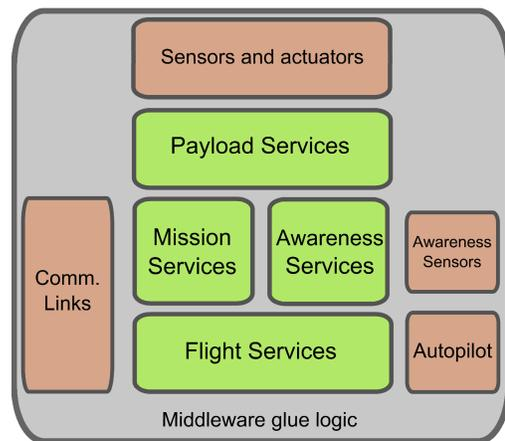 Sensors and actuators
Payload Services
Mission
Services
Awareness
Services
Awareness
Sensors
Comm.
Links
Flight Services
Autopilot
Middleware glue logic